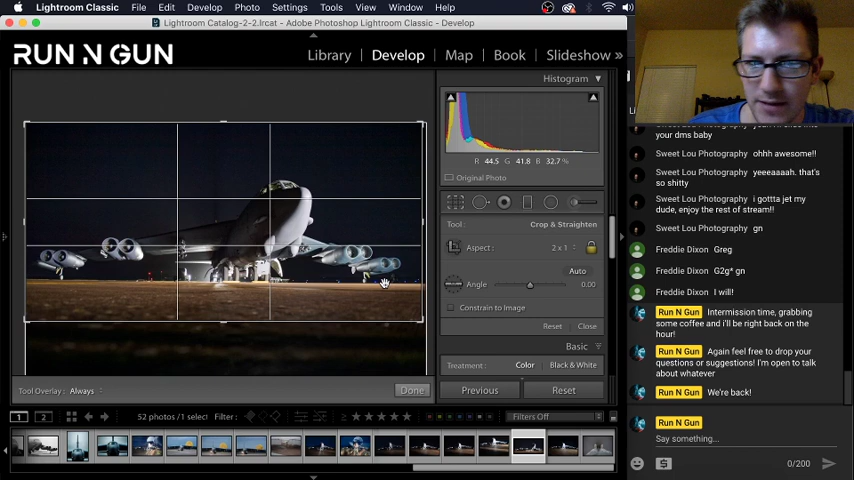 Lightroom Classic File Edit Develop Photo Settings Tools View Window Help
Lightroom Catalog-2-2.lrcat - Adobe Photoshop Lightroom Classic - Develop
RUN N GUN
Library | Develop | Map | Book | Slideshow »
Histogram
R 44.5 G 41.8 B 32.7 %
Original Photo
Tool : Crop & Straighten
Aspect : 2 x 1
Auto
Angle 0.00
Constrain to Image
Reset Close
Basic
Treatment : Color Black & White
Tool Overlay : Always
Done
Previous Reset
1 2 52 photos / 1 select Filter : Filters Off
your dms baby
Sweet Lou Photography ohhh awesome!!
Sweet Lou Photography yeeeaaaah. that's
so shitty
Sweet Lou Photography i gottta jet my
dude, enjoy the rest of stream!!
Sweet Lou Photography gn
Freddie Dixon Greg
Freddie Dixon G2g* gn
Freddie Dixon I will!
Run N Gun Intermission time, grabbing
some coffee and i'll be right back on the
hour!
Run N Gun Again feel free to drop your
questions or suggestions! I'm open to talk
about whatever
Run N Gun We're back!
Run N Gun
Say something...
0/200